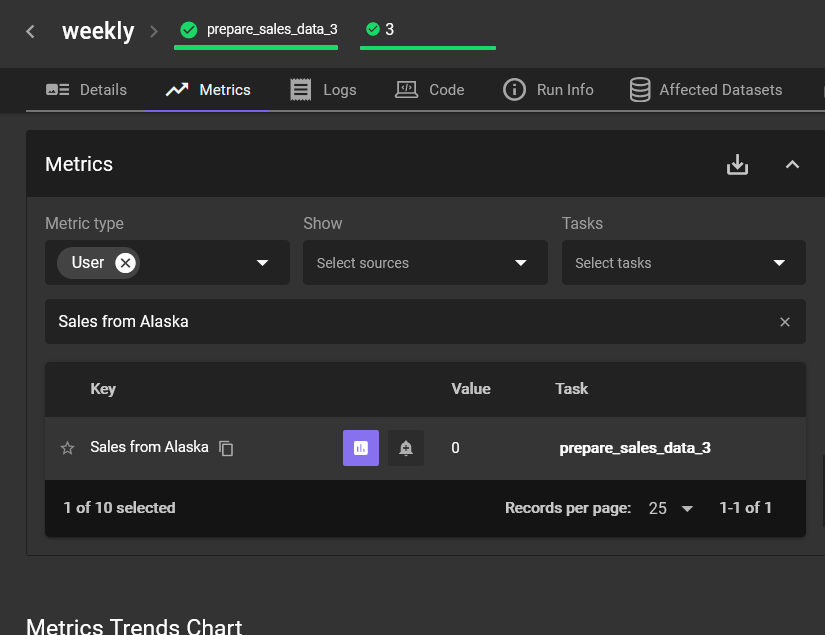 weekly
prepare_sales_data_3
3
Details
Metrics
Logs
Code
Run Info
Affected Datasets
Metrics
Metric type
Show
Tasks
User
Select sources
Select tasks
Sales from Alaska
Key
Value
Task
Sales from Alaska
0
prepare_sales_data_3
1 of 10 selected
Records per page:
25
1-1 of 1
Metrics Trends Chart